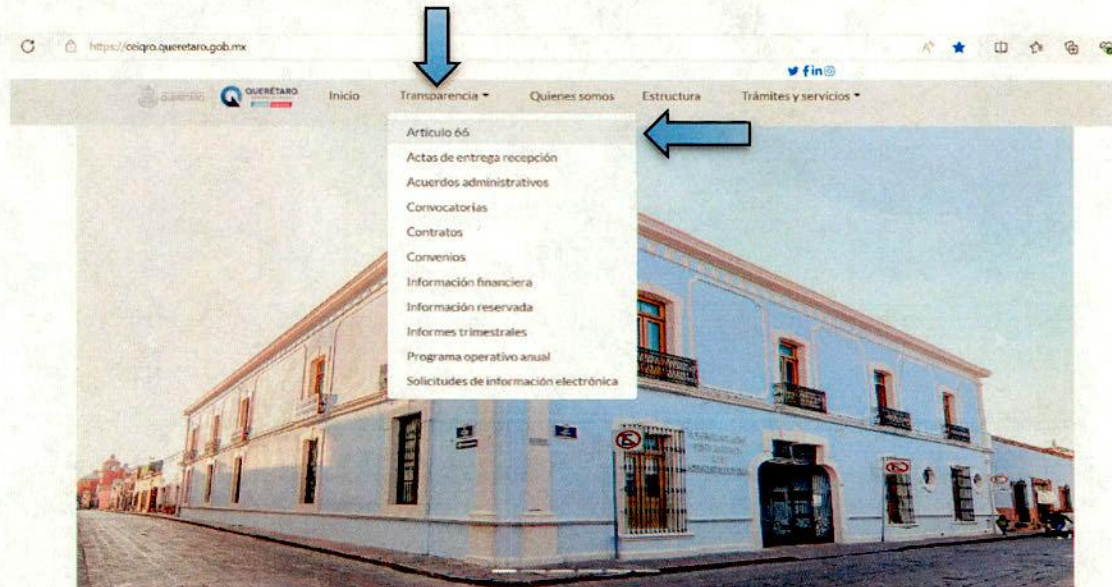 https://ceiqro.queretaro.gob.mx
QUERÉTARO
QUERÉTARO
Inicio
Transparencia
Quienes somos
Estructura
Trámites y servicios
Artículo 66
Actas de entrega recepción
Acuerdos administrativos
Convocatorias
Contratos
Convenios
Información financiera
Información reservada
Informes trimestrales
Programa operativo anual
Solicitudes de información electrónica